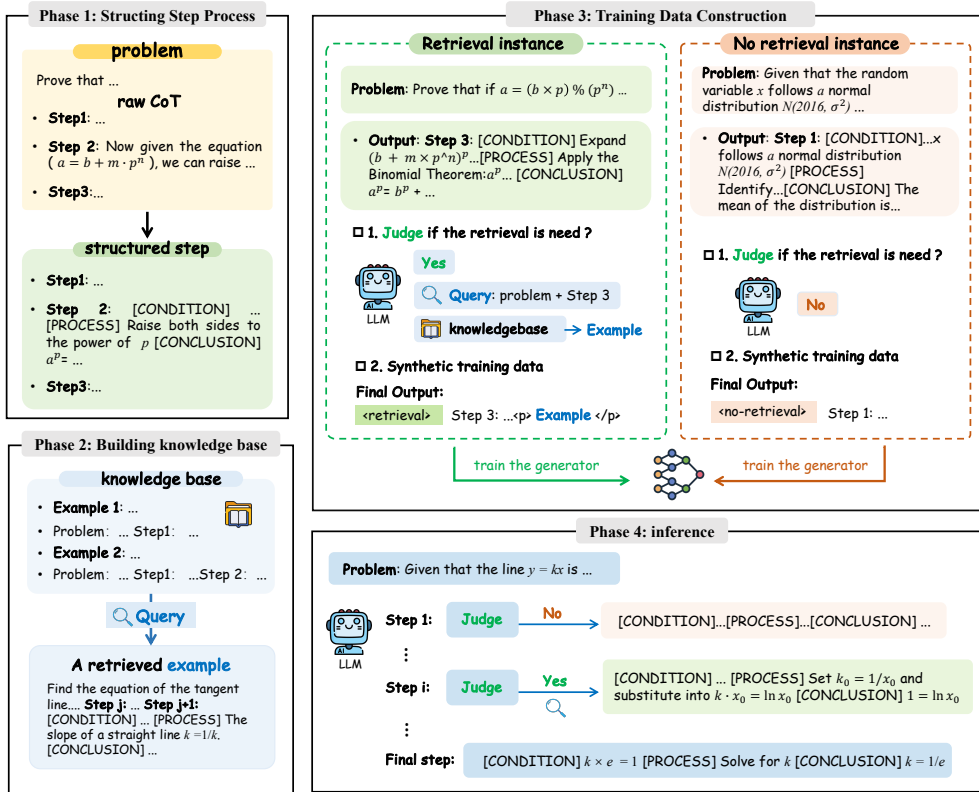 Phase 1: Structing Step Process
problem
Prove that ...
raw CoT
• Step1: ...
• Step 2: Now given the equation
( a = b + m · pⁿ ), we can raise ...
• Step3:...
structured step
• Step1: ...
• Step 2: [CONDITION] ...
[PROCESS] Raise both sides to
the power of p [CONCLUSION]
aᵖ= ...
• Step3:...
Phase 2: Building knowledge base
knowledge base
• Example 1: ...
• Problem: ... Step1: ...
• Example 2: ...
• Problem: ... Step1: ...Step 2: ...
Query
A retrieved example
Find the equation of the tangent
line.... Step j: ... Step j+1:
[CONDITION] ... [PROCESS] The
slope of a straight line k =1/k.
[CONCLUSION] ...
Phase 3: Training Data Construction
Retrieval instance
Problem: Prove that if a = (b × p) % (pⁿ) ...
• Output: Step 3: [CONDITION] Expand
(b + m × p^n)ᵖ...[PROCESS] Apply the
Binomial Theorem:aᵖ... [CONCLUSION]
aᵖ= bᵖ + ...
1. Judge if the retrieval is need ?
Yes
Query: problem + Step 3
knowledgebase
Example
AI
LLM
2. Synthetic training data
Final Output:
<retrieval> Step 3: ...<p> Example </p>
train the generator
No retrieval instance
Problem: Given that the random
variable x follows a normal
distribution N(2016, σ²) ...
• Output: Step 1: [CONDITION]...x
follows a normal distribution
N(2016, σ²) [PROCESS]
Identify...[CONCLUSION] The
mean of the distribution is...
1. Judge if the retrieval is need ?
No
AI
LLM
2. Synthetic training data
Final Output:
<no-retrieval> Step 1: ...
train the generator
Phase 4: inference
Problem: Given that the line y = kx is ...
AI
LLM
Step 1: Judge No [CONDITION]...[PROCESS]...[CONCLUSION] ...
⋮
Step i: Judge Yes [CONDITION] ... [PROCESS] Set k₀ = 1/x₀ and
substitute into k · x₀ = ln x₀ [CONCLUSION] 1 = ln x₀
⋮
Final step: [CONDITION] k × e = 1 [PROCESS] Solve for k [CONCLUSION] k = 1/e